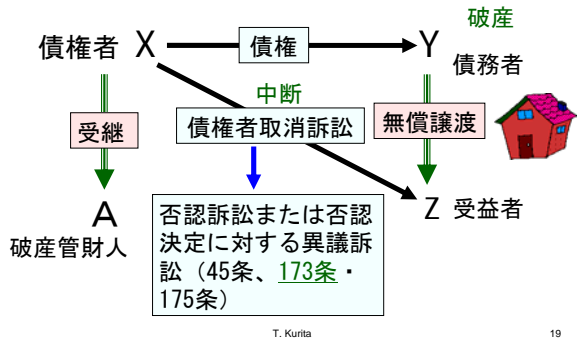 破産
債権者 X
債権
Y
債務者
中断
受継
債権者取消訴訟
無償譲渡
A
破産管財人
否認訴訟または否認
決定に対する異議訴
訟（45条、173条・
175条）
Z 受益者
T. Kurita
19